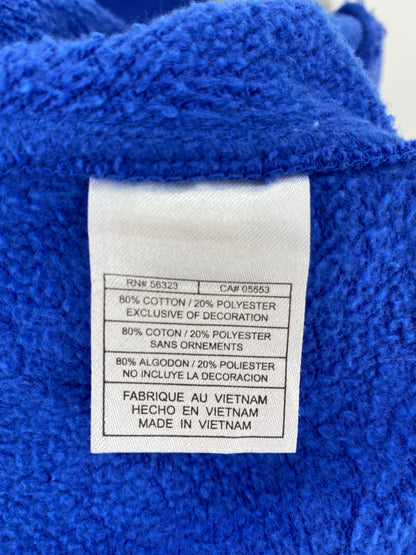 RN# 56323 CA# 05553
80% COTTON / 20% POLYESTER
EXCLUSIVE OF DECORATION
80% COTON / 20% POLYESTER
SANS ORNEMENTS
80% ALGODON / 20% POLIESTER
NO INCLUYE LA DECORACION
FABRIQUE AU VIETNAM
HECHO EN VIETNAM
MADE IN VIETNAM